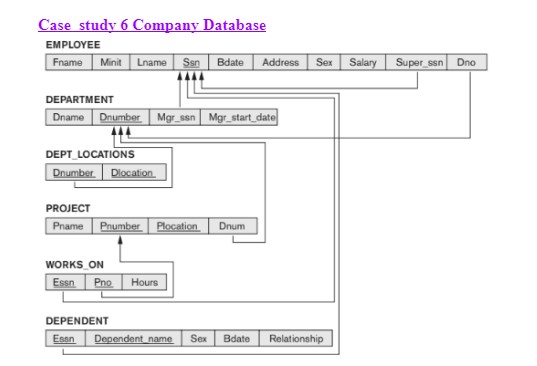 Case study 6 Company Database
EMPLOYEE
Fname Minit Lname Ssn Bdate Address Sex Salary Super_ssn Dno
DEPARTMENT
Dname Dnumber Mgr_ssn Mgr_start_date
DEPT_LOCATIONS
Dnumber Dlocation
PROJECT
Pname Pnumber Plocation Dnum
WORKS_ON
Essn Pno Hours
DEPENDENT
Essn Dependent_name Sex Bdate Relationship